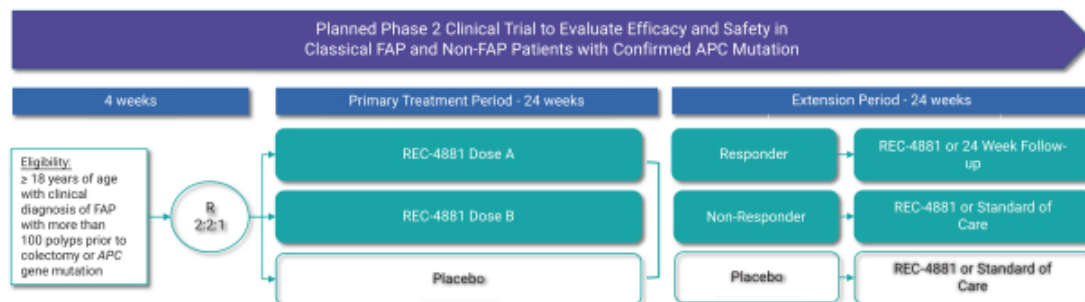 Planned Phase 2 Clinical Trial to Evaluate Efficacy and Safety in
Classical FAP and Non-FAP Patients with Confirmed APC Mutation
4 weeks
Primary Treatment Period - 24 weeks
Extension Period - 24 weeks
Eligibility:
≥ 18 years of age
with clinical
diagnosis of FAP
with more than
100 polyps prior to
colectomy or APC
gene mutation
R
2:2:1
REC-4881 Dose A
REC-4881 Dose B
Placebo
Responder
REC-4881 or 24 Week Follow-
up
Non-Responder
REC-4881 or Standard of
Care
Placebo
REC-4881 or Standard of
Care